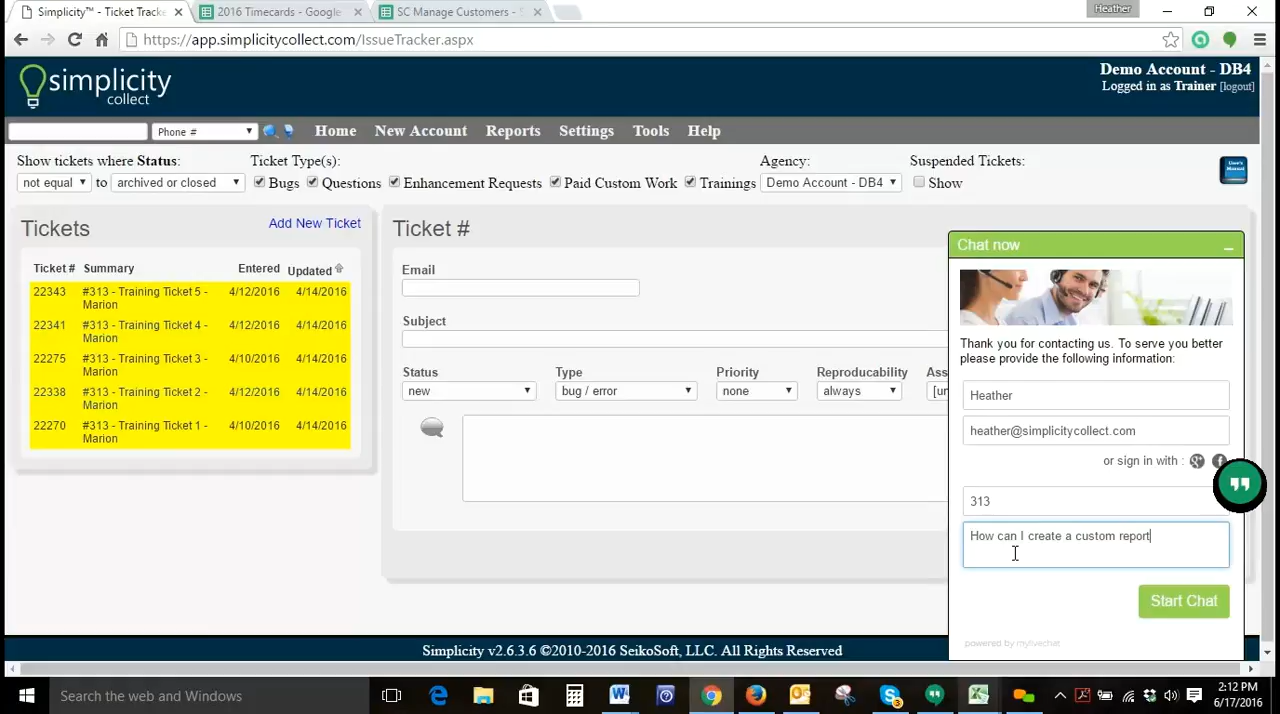 Simplicity™ - Ticket Track
2016 Timecards - Google
SC Manage Customers -
Heather
https://app.simplicitycollect.com/IssueTracker.aspx
simplicity
collect
Demo Account - DB4
Logged in as Trainer [logout]
Phone #
Home New Account Reports Settings Tools Help
Show tickets where Status:
Ticket Type(s):
Agency:
Suspended Tickets:
not equal to archived or closed
Bugs Questions Enhancement Requests Paid Custom Work Trainings
Demo Account - DB4
Show
User's
Manual
Tickets
Add New Ticket
Ticket # Summary Entered Updated
22343 #313 - Training Ticket 5 - 4/12/2016 4/14/2016
Marion
22341 #313 - Training Ticket 4 - 4/12/2016 4/14/2016
Marion
22275 #313 - Training Ticket 3 - 4/10/2016 4/14/2016
Marion
22338 #313 - Training Ticket 2 - 4/12/2016 4/14/2016
Marion
22270 #313 - Training Ticket 1 - 4/10/2016 4/14/2016
Marion
Ticket #
Email
Subject
Status Type Priority Reproducability Ass
new bug / error none always [un
Chat now
Thank you for contacting us. To serve you better
please provide the following information:
Heather
heather@simplicitycollect.com
or sign in with :
313
How can I create a custom report
Start Chat
powered by mylivechat
Simplicity v2.6.3.6 ©2010-2016 SeikoSoft, LLC. All Rights Reserved
Search the web and Windows
3
2:12 PM
6/17/2016